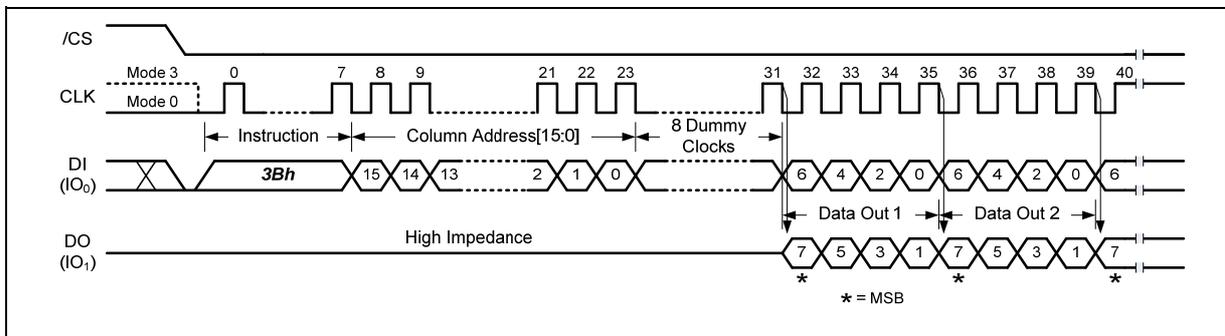 /CS
Mode 3 0 7 8 9 21 22 23 31 32 33 34 35 36 37 38 39 40
CLK Mode 0
Instruction Column Address[15:0] 8 Dummy
Clocks
DI
(IO0) 3Bh 15 14 13 2 1 0 6 4 2 0 6 4 2 0 6
Data Out 1 Data Out 2
High Impedance
DO
(IO1) 7 5 3 1 7 5 3 1 7
* * *
* = MSB